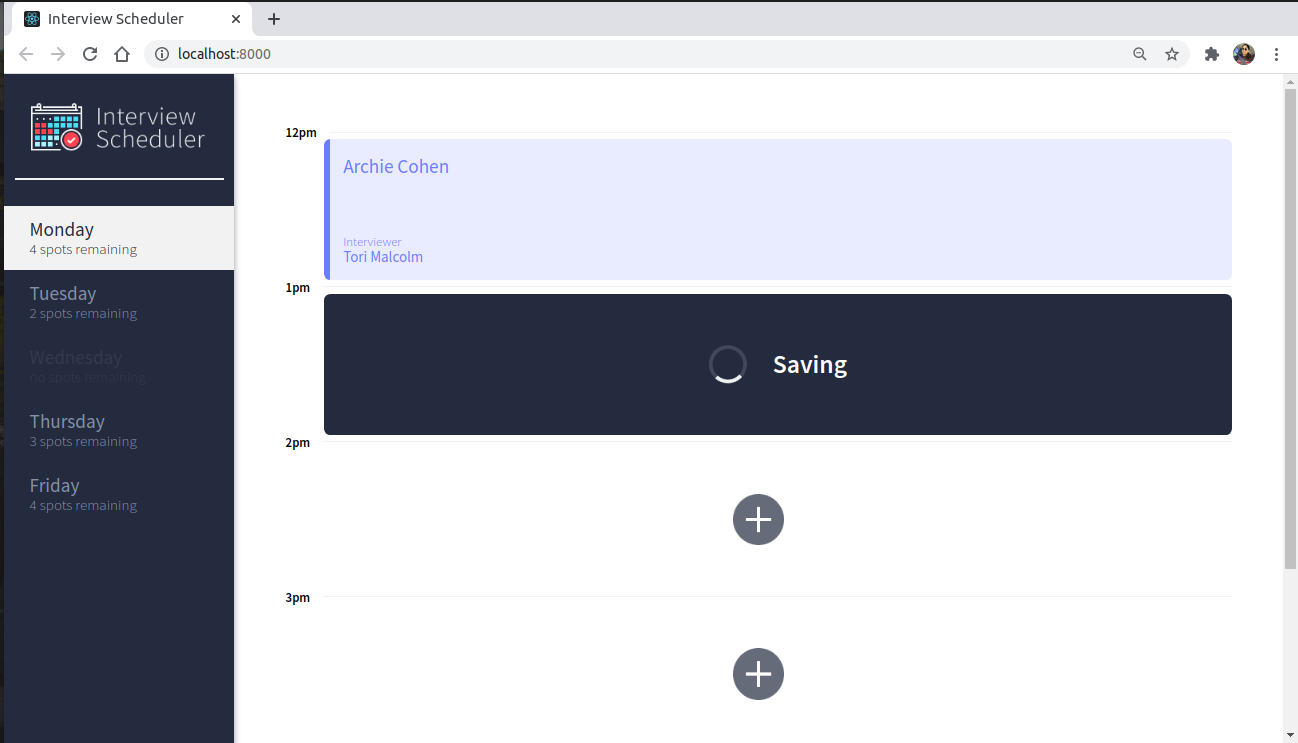 Interview Scheduler
localhost:8000
Interview
Scheduler
Monday
4 spots remaining
Tuesday
2 spots remaining
Wednesday
no spots remaining
Thursday
3 spots remaining
Friday
4 spots remaining
12pm
Archie Cohen
Interviewer
Tori Malcolm
1pm
Saving
2pm
3pm